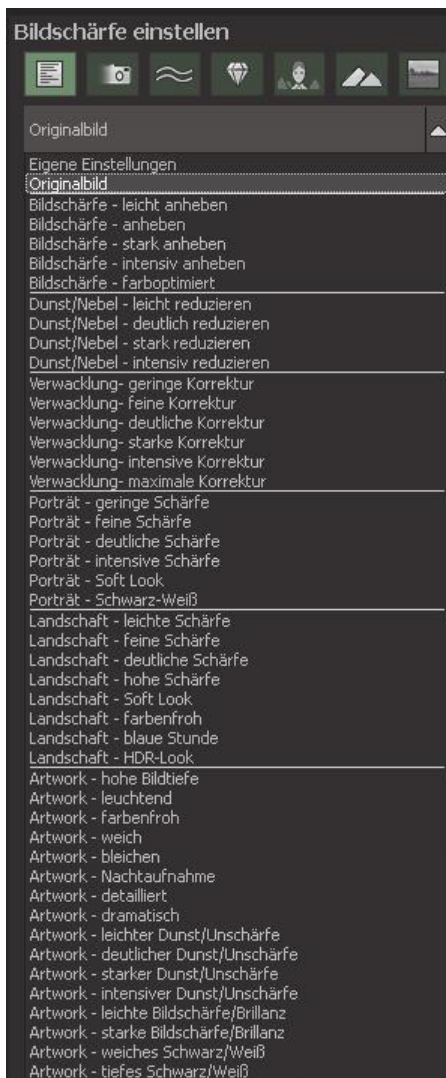 Bildschärfe einstellen
Originalbild
Eigene Einstellungen
Originalbild
Bildschärfe - leicht anheben
Bildschärfe - anheben
Bildschärfe - stark anheben
Bildschärfe - intensiv anheben
Bildschärfe - farboptimiert
Dunst/Nebel - leicht reduzieren
Dunst/Nebel - deutlich reduzieren
Dunst/Nebel - stark reduzieren
Dunst/Nebel - intensiv reduzieren
Verwacklung- geringe Korrektur
Verwacklung- feine Korrektur
Verwacklung- deutliche Korrektur
Verwacklung- starke Korrektur
Verwacklung- intensive Korrektur
Verwacklung- maximale Korrektur
Porträt - geringe Schärfe
Porträt - feine Schärfe
Porträt - deutliche Schärfe
Porträt - intensive Schärfe
Porträt - Soft Look
Porträt - Schwarz-Weiß
Landschaft - leichte Schärfe
Landschaft - feine Schärfe
Landschaft - deutliche Schärfe
Landschaft - hohe Schärfe
Landschaft - Soft Look
Landschaft - farbenfroh
Landschaft - blaue Stunde
Landschaft - HDR-Look
Artwork - hohe Bildtiefe
Artwork - leuchtend
Artwork - farbenfroh
Artwork - weich
Artwork - bleichen
Artwork - Nachtaufnahme
Artwork - detailliert
Artwork - dramatisch
Artwork - leichter Dunst/Unschärfe
Artwork - deutlicher Dunst/Unschärfe
Artwork - starker Dunst/Unschärfe
Artwork - intensiver Dunst/Unschärfe
Artwork - leichte Bildschärfe/Brillanz
Artwork - starke Bildschärfe/Brillanz
Artwork - weiches Schwarz/Weiß
Artwork - tiefes Schwarz/Weiß